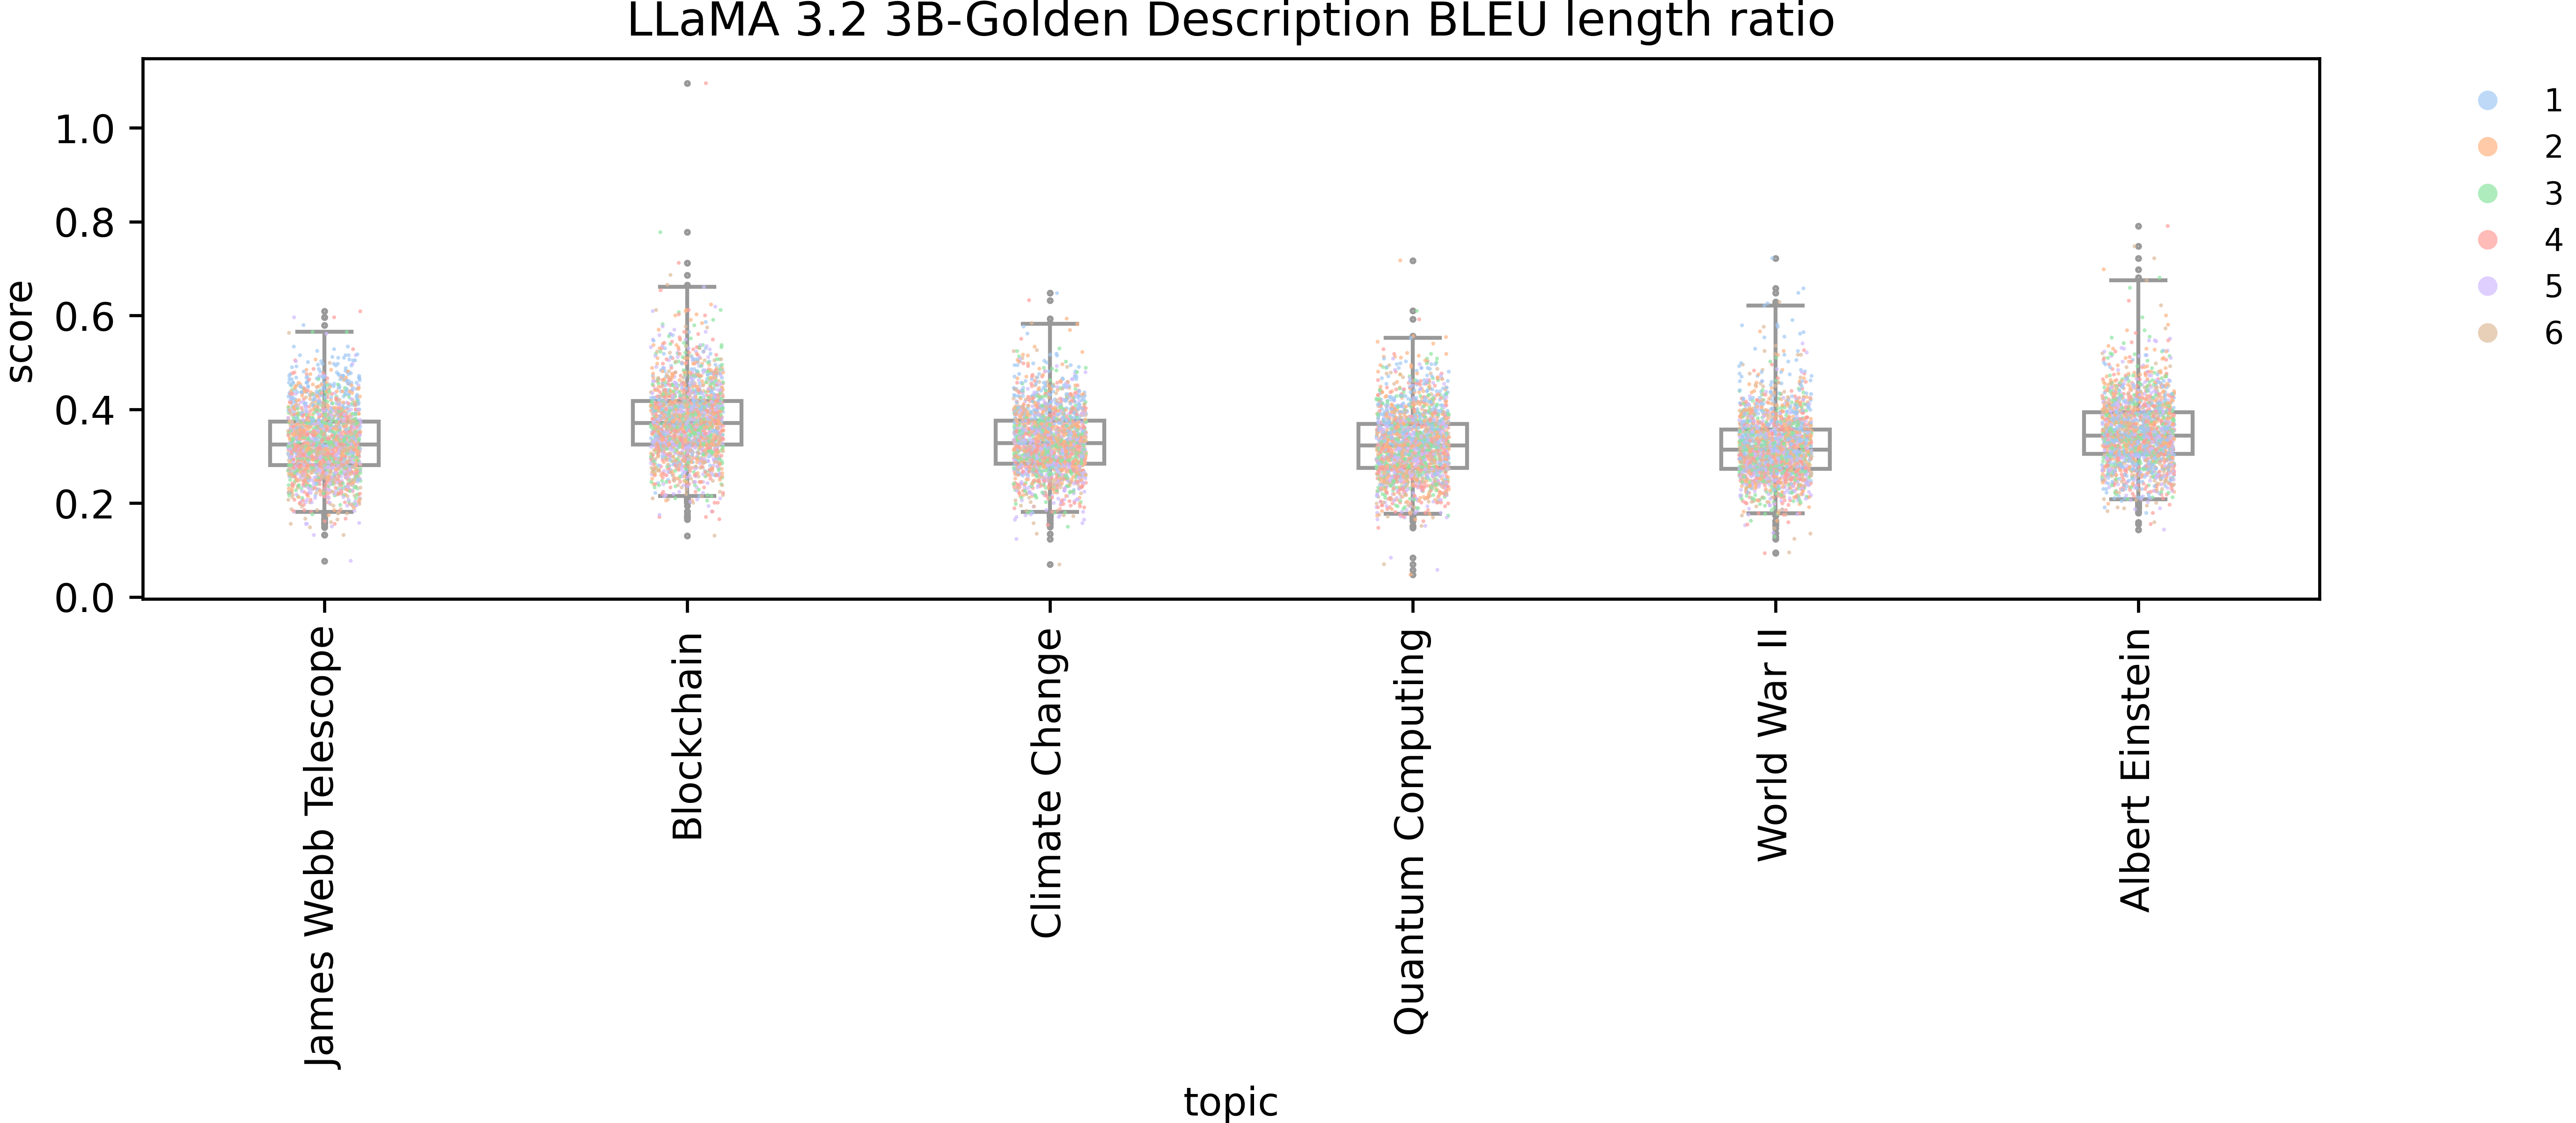 LLaMA 3.2 3B-Golden Description BLEU length ratio
score
1.0
0.8
0.6
0.4
0.2
0.0
James Webb Telescope
Blockchain
Climate Change
Quantum Computing
World War II
Albert Einstein
topic
1
2
3
4
5
6